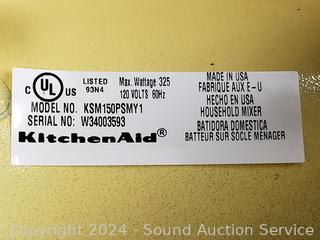 C UL US ®
LISTED
93N4
Max. Wattage 325
120 VOLTS 60Hz
MODEL NO. KSM150PSMY1
SERIAL NO: W34003593
KitchenAid®
MADE IN USA
FABRIQUE AUX E-U
HECHO EN USA
HOUSEHOLD MIXER
BATIDORA DOMESTICA
BATTEUR SUR SOCLE MENAGER
Copyright 2024 - Sound Auction Service